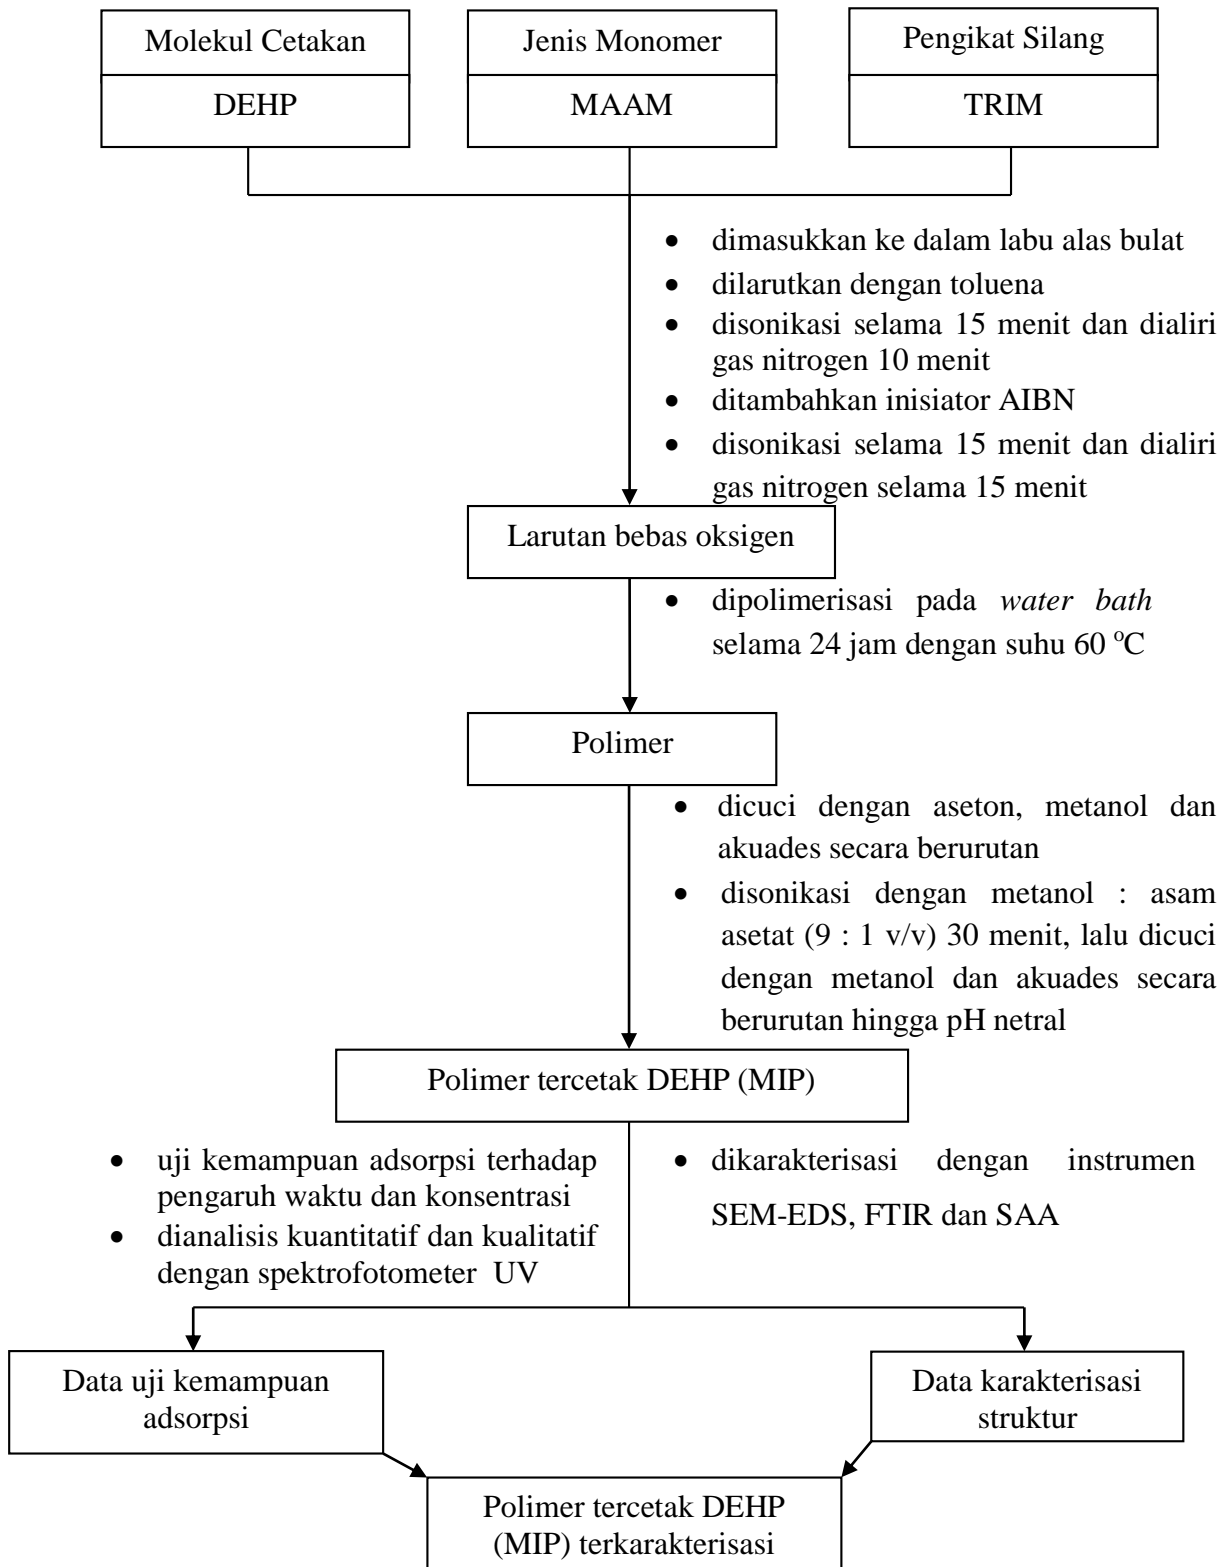 Molekul Cetakan
DEHP
Jenis Monomer
MAAM
Pengikat Silang
TRIM
• dimasukkan ke dalam labu alas bulat
• dilarutkan dengan toluena
• disonikasi selama 15 menit dan dialiri
gas nitrogen 10 menit
• ditambahkan inisiator AIBN
• disonikasi selama 15 menit dan dialiri
gas nitrogen selama 15 menit
Larutan bebas oksigen
• dipolimerisasi pada water bath
selama 24 jam dengan suhu 60 °C
Polimer
• dicuci dengan aseton, metanol dan
akuades secara berurutan
• disonikasi dengan metanol : asam
asetat (9 : 1 v/v) 30 menit, lalu dicuci
dengan metanol dan akuades secara
berurutan hingga pH netral
Polimer tercetak DEHP (MIP)
• uji kemampuan adsorpsi terhadap
pengaruh waktu dan konsentrasi
• dianalisis kuantitatif dan kualitatif
dengan spektrofotometer UV
• dikarakterisasi dengan instrumen
SEM-EDS, FTIR dan SAA
Data uji kemampuan
adsorpsi
Data karakterisasi
struktur
Polimer tercetak DEHP
(MIP) terkarakterisasi